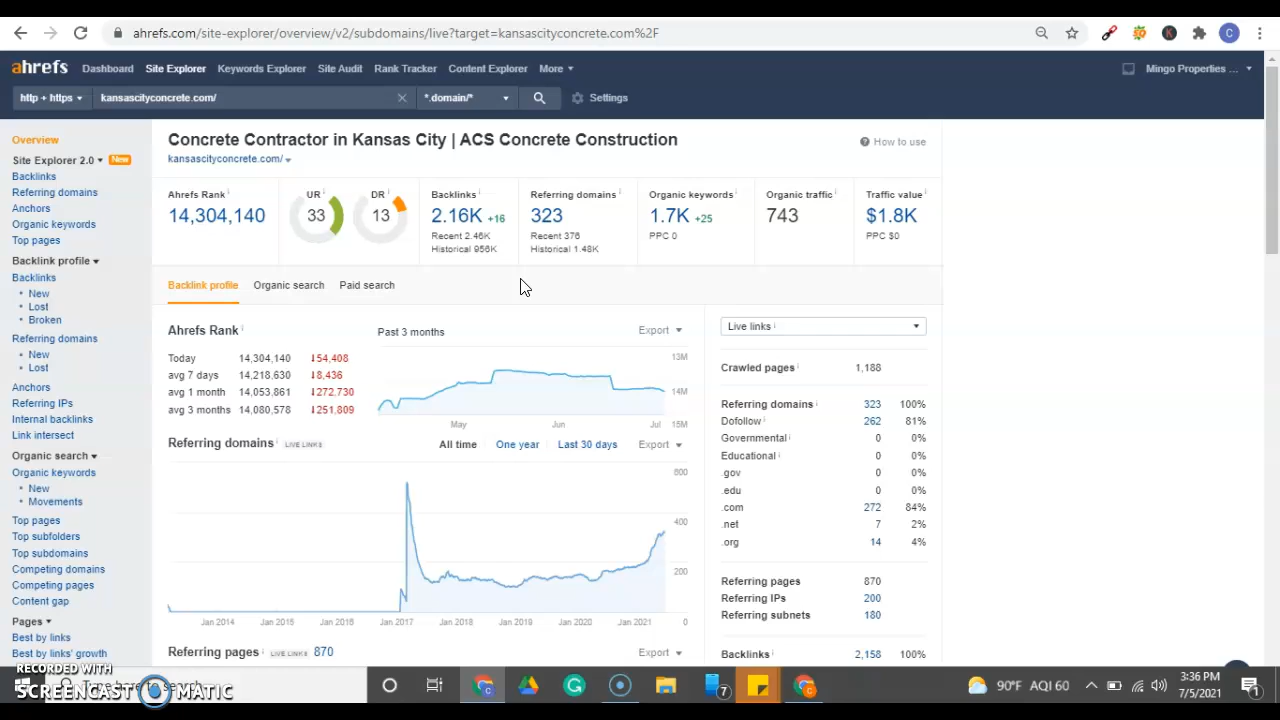 ahrefs.com/site-explorer/overview/v2/subdomains/live?target=kansascityconcrete.com%2F
K
C
ahrefs Dashboard Site Explorer Keywords Explorer Site Audit Rank Tracker Content Explorer More
Mingo Properties ...
http + https kansascityconcrete.com/ *.domain/* Settings
Concrete Contractor in Kansas City | ACS Concrete Construction
How to use
kansascityconcrete.com/
Ahrefs Rank UR DR Backlinks Referring domains Organic keywords Organic traffic Traffic value
14,304,140 33 13 2.16K +16 323 1.7K +25 743 $1.8K
Recent 2.46K Recent 376 PPC 0 PPC $0
Historical 956K Historical 1.48K
Backlink profile Organic search Paid search
Ahrefs Rank Past 3 months Export
Today 14,304,140 ↓54,408
avg 7 days 14,218,630 ↓8,436
avg 1 month 14,053,861 ↓272,730
avg 3 months 14,080,578 ↓251,809
13M
14M
15M
May Jun Jul
Referring domains LIVE LINKS All time One year Last 30 days Export
800
400
200
0
Jan 2014 Jan 2015 Jan 2016 Jan 2017 Jan 2018 Jan 2019 Jan 2020 Jan 2021
Referring pages LIVE LINKS 870 Export
Live links
Crawled pages 1,188
Referring domains 323 100%
Dofollow 262 81%
Governmental 0 0%
Educational 0 0%
.gov 0 0%
.edu 0 0%
.com 272 84%
.net 7 2%
.org 14 4%
Referring pages 870
Referring IPs 200
Referring subnets 180
Backlinks 2,158 100%
Overview
Site Explorer 2.0 New
Backlinks
Referring domains
Anchors
Organic keywords
Top pages
Backlink profile
Backlinks
New
Lost
Broken
Referring domains
New
Lost
Anchors
Referring IPs
Internal backlinks
Link intersect
Organic search
Organic keywords
New
Movements
Top pages
Top subfolders
Top subdomains
Competing domains
Competing pages
Content gap
Pages
Best by links
Best by links' growth
RECORDED WITH
SCREENCAST MATIC
7
90°F AQI 60
3:36 PM
7/5/2021
1